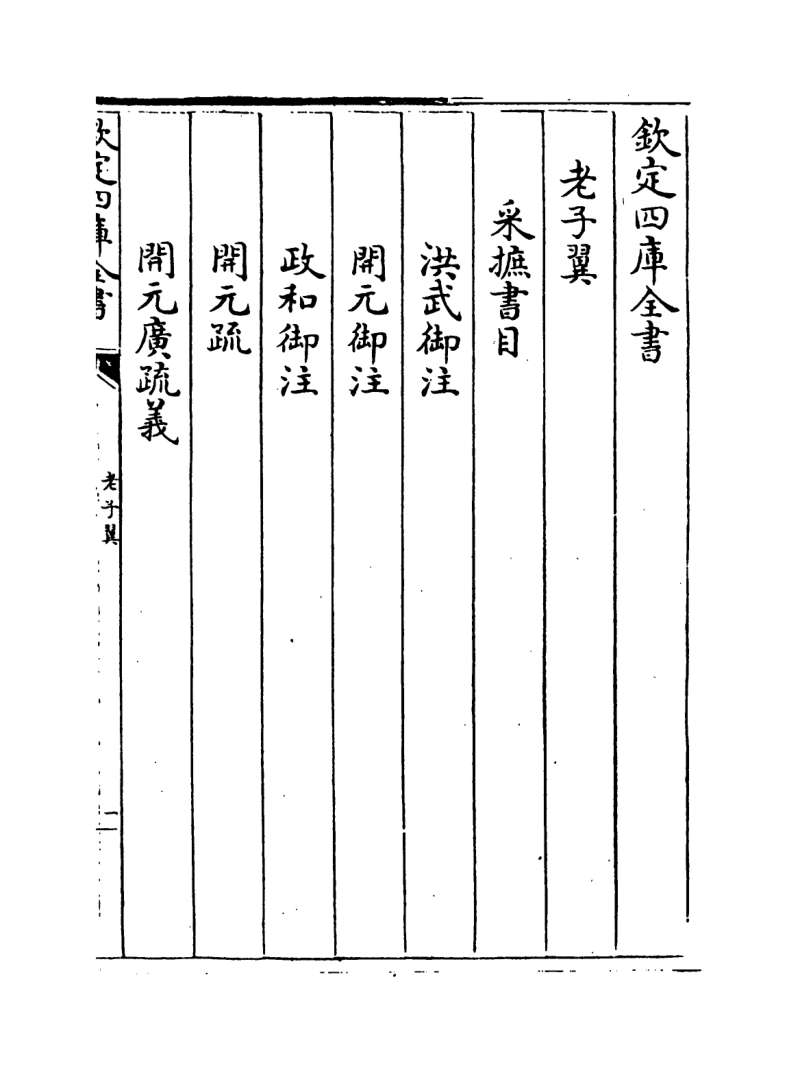 欽定四庫全書
老子翼
采摭書目
洪武御注
開元御注
政和御注
開元疏
開元廣疏義
欽定四庫全書
老子翼